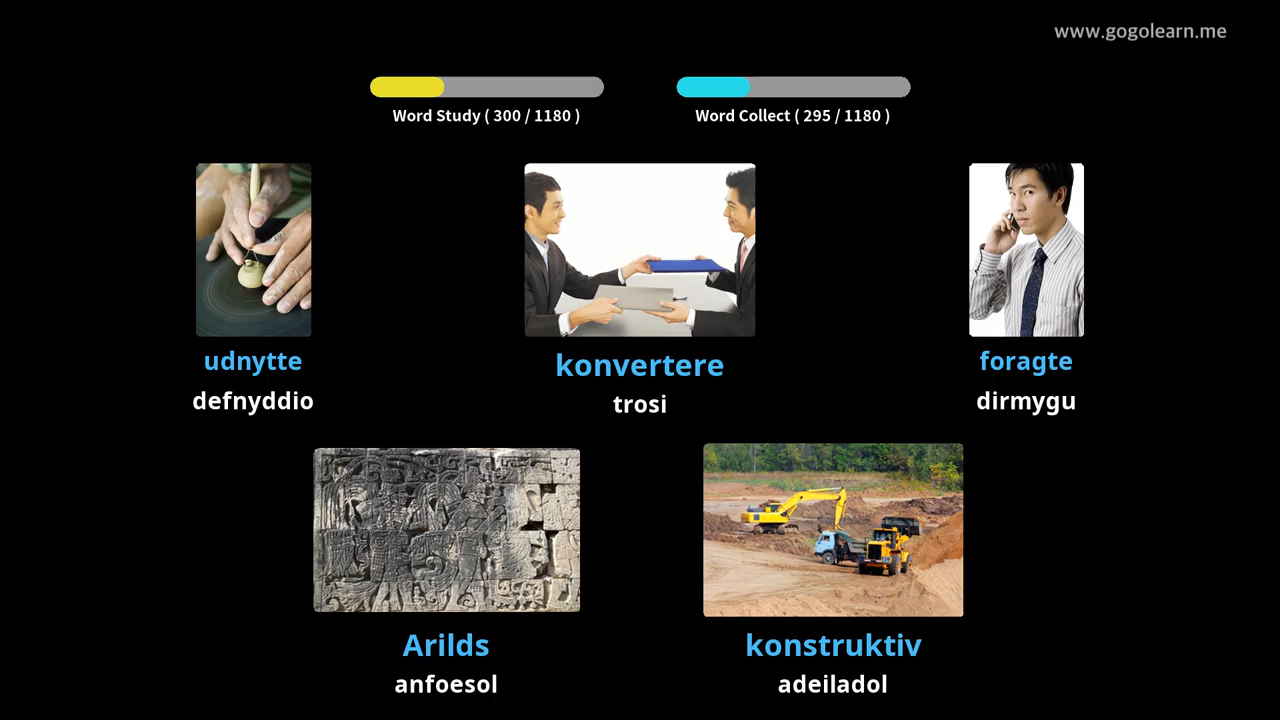 www.gogolearn.me
Word Study ( 300 / 1180 )
Word Collect ( 295 / 1180 )
udnytte
defnyddio
konvertere
trosi
foragte
dirmygu
Arilds
anfoesol
konstruktiv
adeiladol